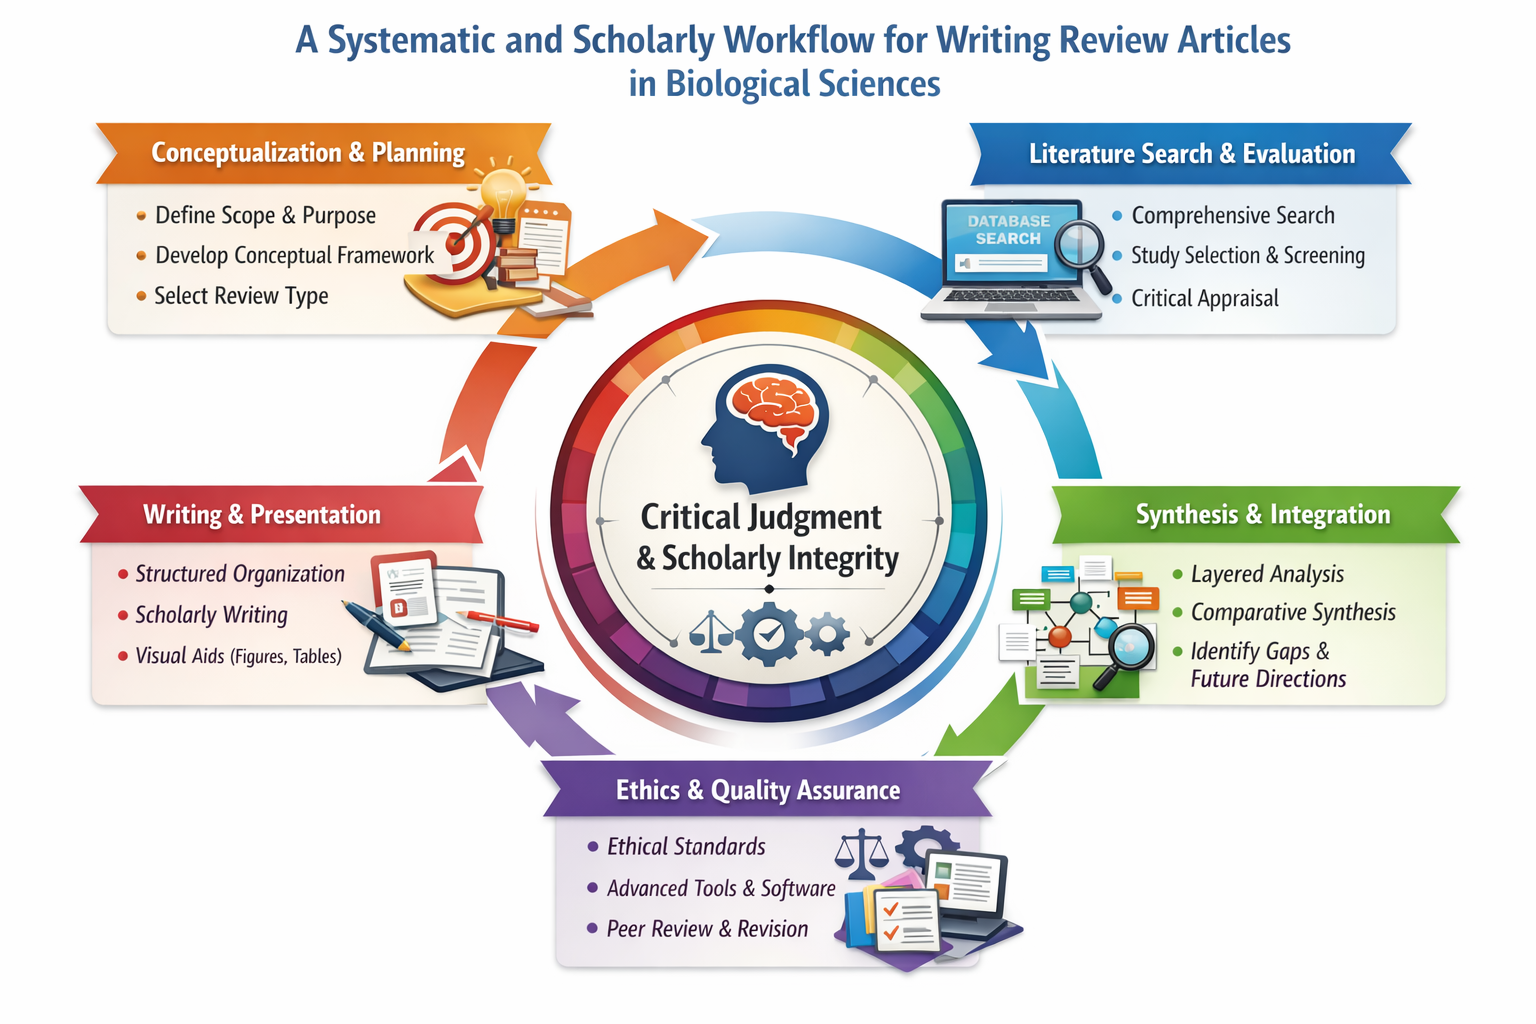 A Systematic and Scholarly Workflow for Writing Review Articles
in Biological Sciences
Conceptualization & Planning
• Define Scope & Purpose
• Develop Conceptual Framework
• Select Review Type
Literature Search & Evaluation
DATABASE
SEARCH
• Comprehensive Search
• Study Selection & Screening
• Critical Appraisal
Critical Judgment
& Scholarly Integrity
Writing & Presentation
• Structured Organization
• Scholarly Writing
• Visual Aids (Figures, Tables)
Synthesis & Integration
• Layered Analysis
• Comparative Synthesis
• Identify Gaps &
Future Directions
Ethics & Quality Assurance
• Ethical Standards
• Advanced Tools & Software
• Peer Review & Revision